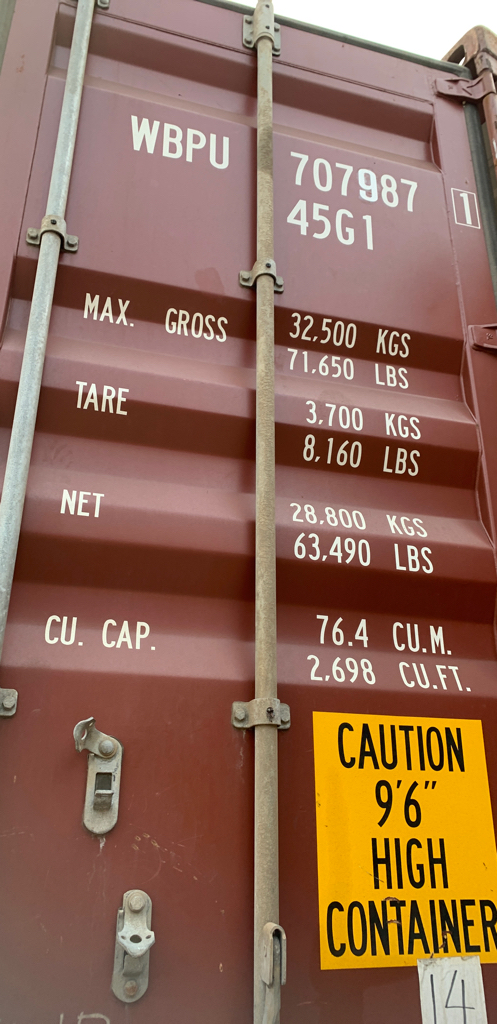 WBPU 707987 1
45G1
MAX. GROSS 32,500 KGS
71,650 LBS
TARE 3,700 KGS
8,160 LBS
NET 28,800 KGS
63,490 LBS
CU. CAP. 76.4 CU.M.
2,698 CU.FT.
CAUTION
9'6"
HIGH
CONTAINER
14